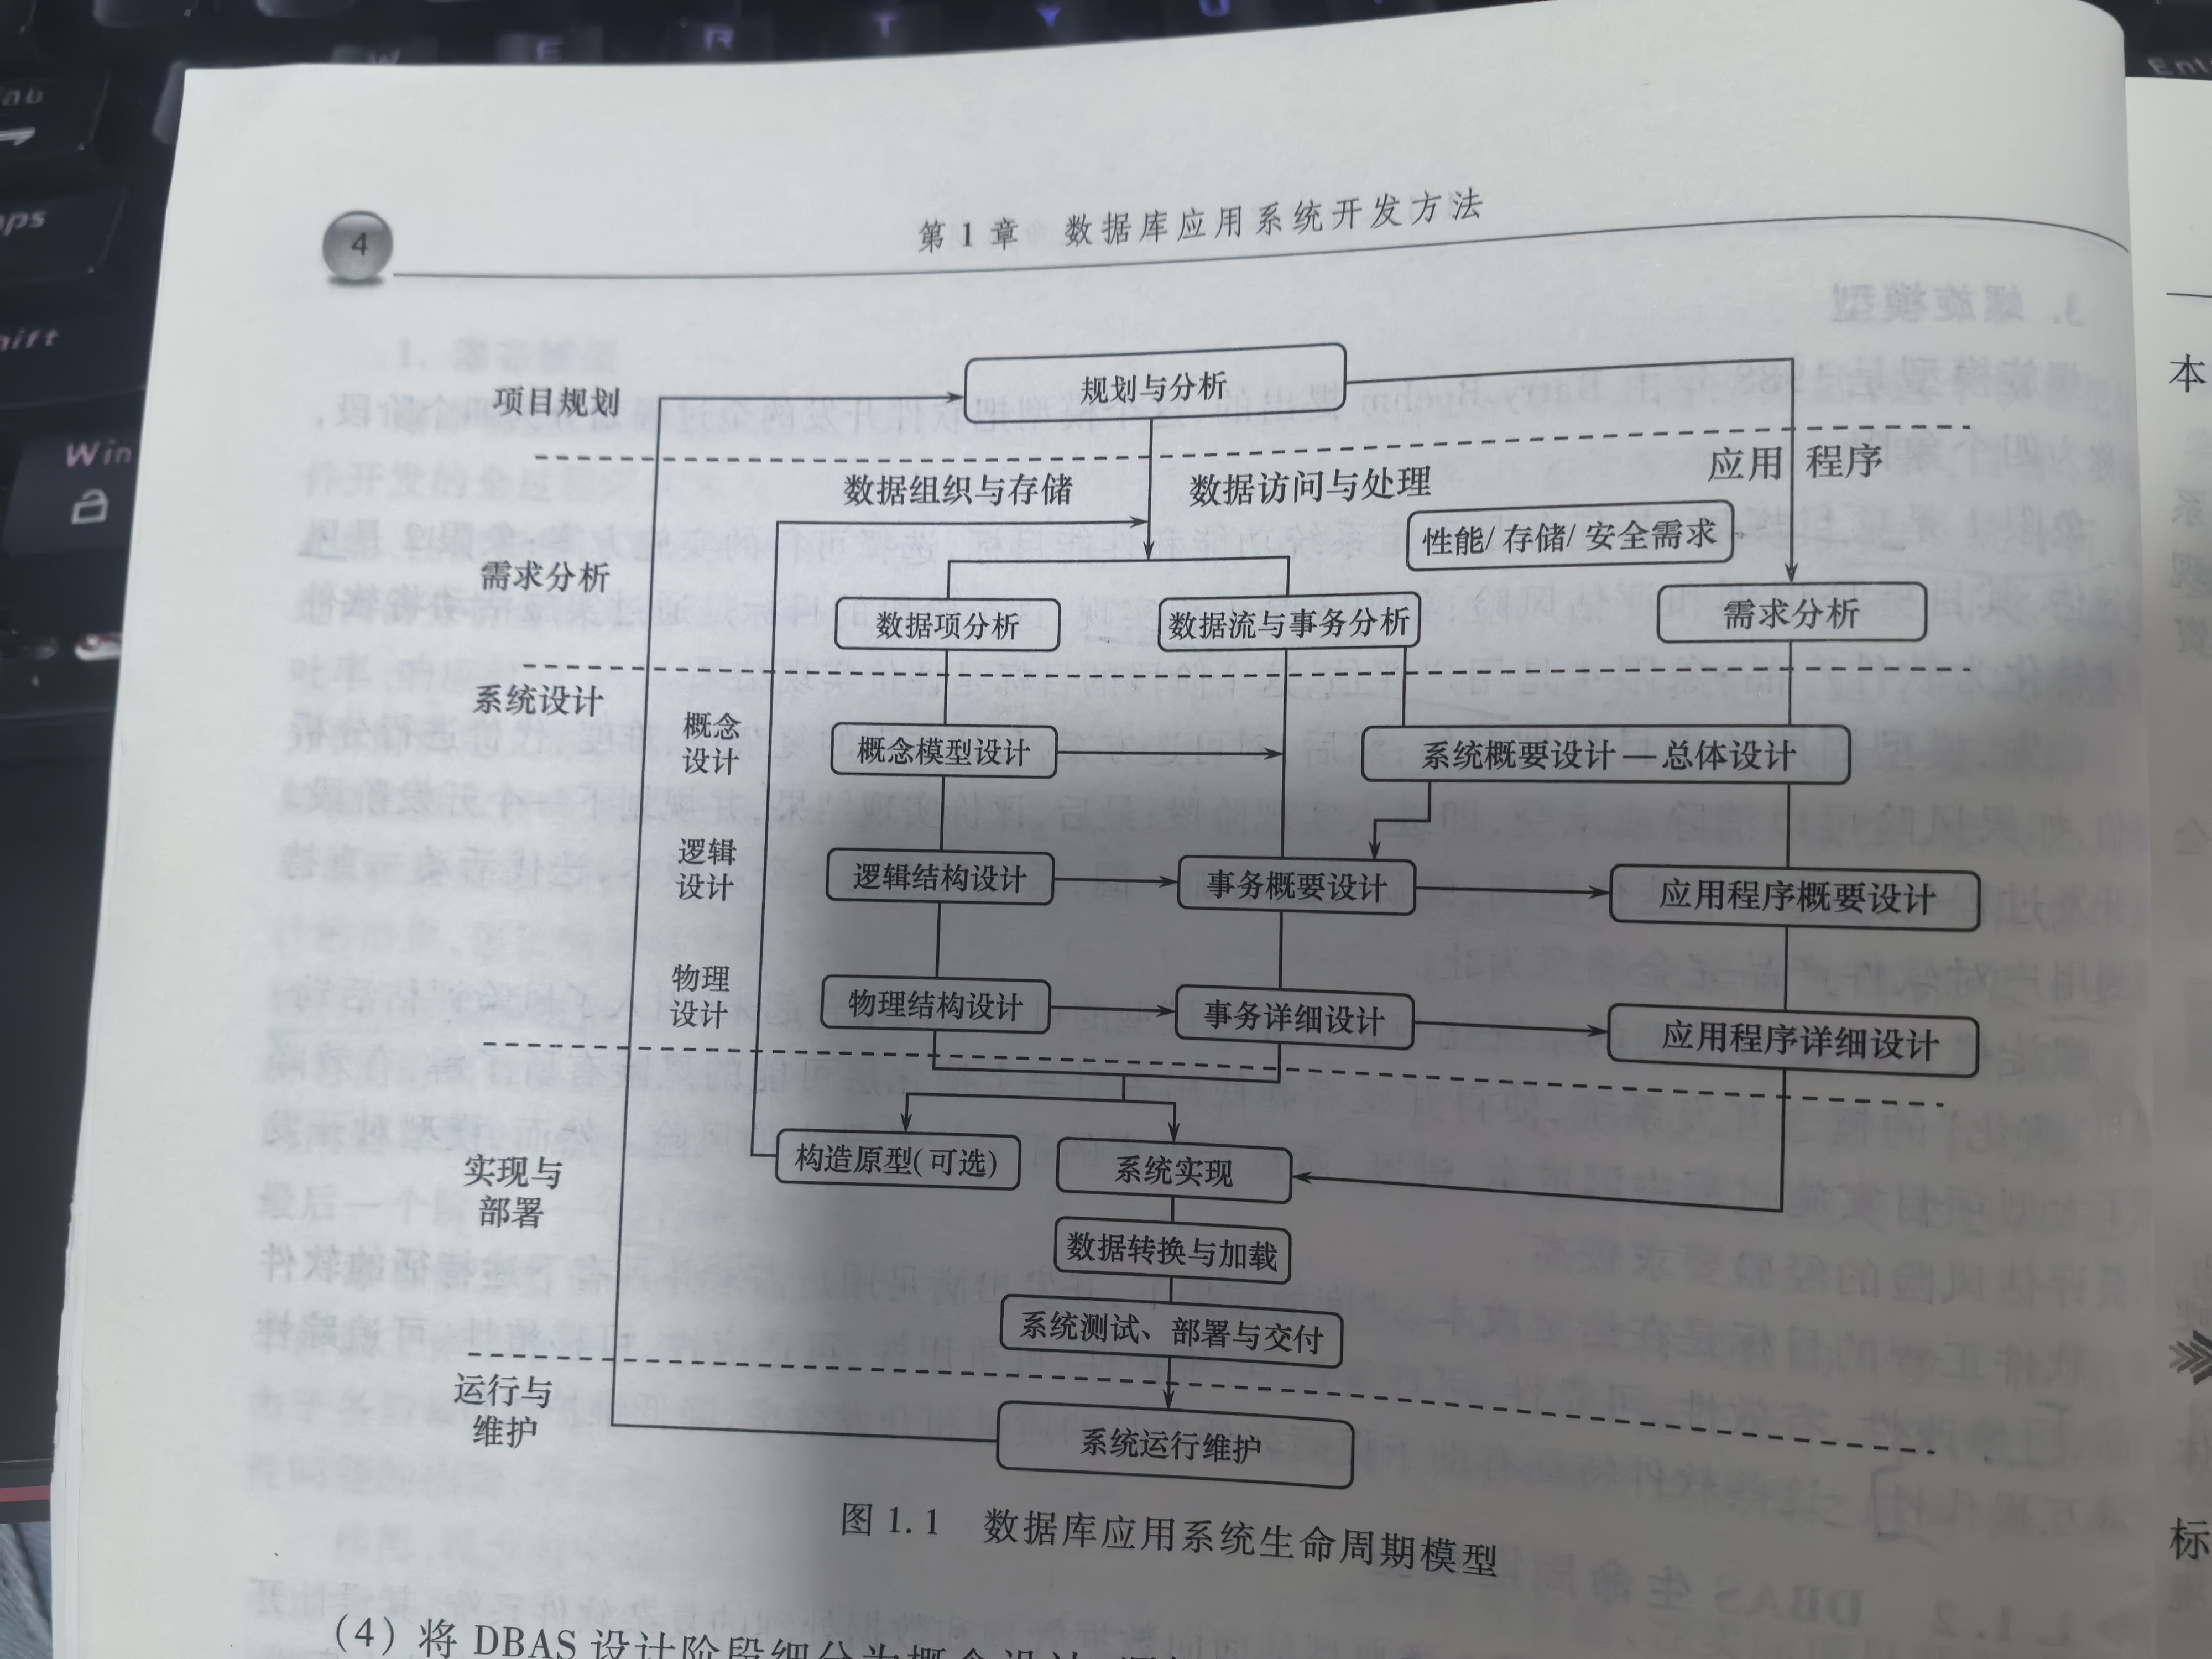 W E R T Y U
Tab
Caps
Shift
Win
Ent
4
第 1 章 数据库应用系统开发方法
项目规划
规划与分析
数据组织与存储
数据访问与处理
应用 程序
性能/ 存储/ 安全需求
需求分析
数据项分析
数据流与事务分析
需求分析
系统设计
概念
设计
概念模型设计
系统概要设计—总体设计
逻辑
设计
逻辑结构设计
事务概要设计
应用程序概要设计
物理
设计
物理结构设计
事务详细设计
应用程序详细设计
实现与
部署
构造原型(可选)
系统实现
数据转换与加载
系统测试、部署与交付
运行与
维护
系统运行维护
图 1. 1 数据库应用系统生命周期模型
(4) 将 DBAS 设计阶段细分为概念设计
本
标